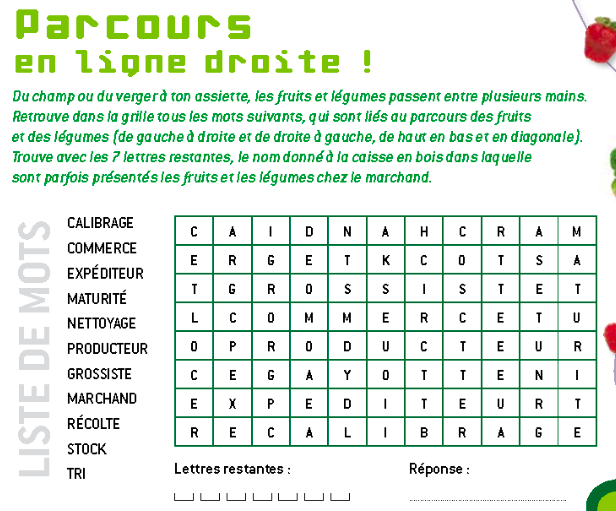 Parcours
en ligne droite !
Du champ ou du verger à ton assiette, les fruits et légumes passent entre plusieurs mains.
Retrouve dans la grille tous les mots suivants, qui sont liés au parcours des fruits
et des légumes (de gauche à droite et de droite à gauche, de haut en bas et en diagonale).
Trouve avec les 7 lettres restantes, le nom donné à la caisse en bois dans laquelle
sont parfois présentés les fruits et les légumes chez le marchand.
LISTE DE MOTS
CALIBRAGE
COMMERCE
EXPÉDITEUR
MATURITÉ
NETTOYAGE
PRODUCTEUR
GROSSISTE
MARCHAND
RÉCOLTE
STOCK
TRI
C A I D N A H C R A M
E R G E T K C O T S A
T G R O S S I S T E T
L C O M M E R C E T U
O P R O D U C T E U R
C E G A Y O T T E N I
E X P E D I T E U R T
R E C A L I B R A G E
Lettres restantes :
Réponse :